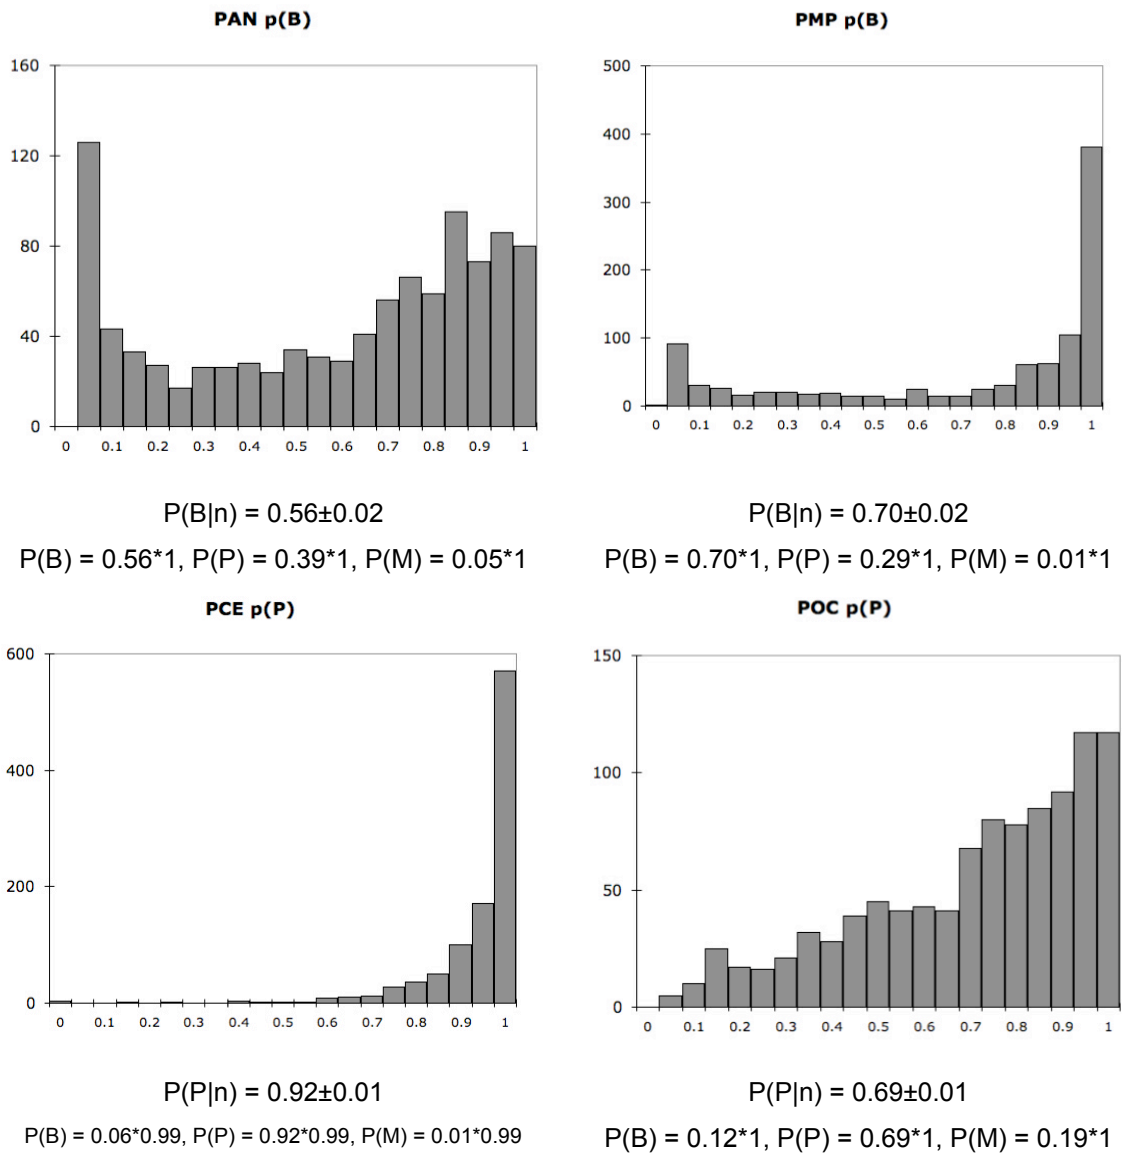 PAN p(B)
160
120
80
40
0
0 0.1 0.2 0.3 0.4 0.5 0.6 0.7 0.8 0.9 1
P(B|n) = 0.56±0.02
P(B) = 0.56*1, P(P) = 0.39*1, P(M) = 0.05*1
PMP p(B)
500
400
300
200
100
0
0 0.1 0.2 0.3 0.4 0.5 0.6 0.7 0.8 0.9 1
P(B|n) = 0.70±0.02
P(B) = 0.70*1, P(P) = 0.29*1, P(M) = 0.01*1
PCE p(P)
600
400
200
0
0 0.1 0.2 0.3 0.4 0.5 0.6 0.7 0.8 0.9 1
P(P|n) = 0.92±0.01
P(B) = 0.06*0.99, P(P) = 0.92*0.99, P(M) = 0.01*0.99
POC p(P)
150
100
50
0
0 0.1 0.2 0.3 0.4 0.5 0.6 0.7 0.8 0.9 1
P(P|n) = 0.69±0.01
P(B) = 0.12*1, P(P) = 0.69*1, P(M) = 0.19*1